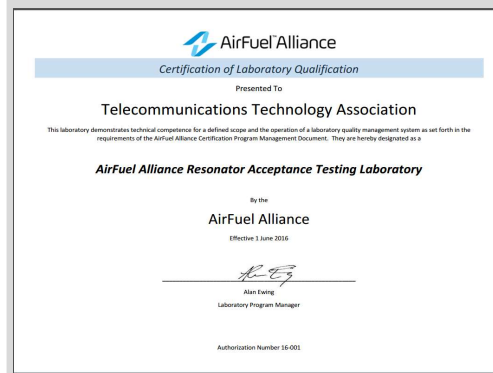 AirFuel™Alliance
Certification of Laboratory Qualification
Presented To
Telecommunications Technology Association
This laboratory demonstrates technical competence for a defined scope and the operation of a laboratory quality management system as set forth in the
requirements of the AirFuel Alliance Certification Program Management Document. They are hereby designated as a
AirFuel Alliance Resonator Acceptance Testing Laboratory
By the
AirFuel Alliance
Effective 1 June 2016
Alan Ewing
Laboratory Program Manager
Authorization Number 16-001